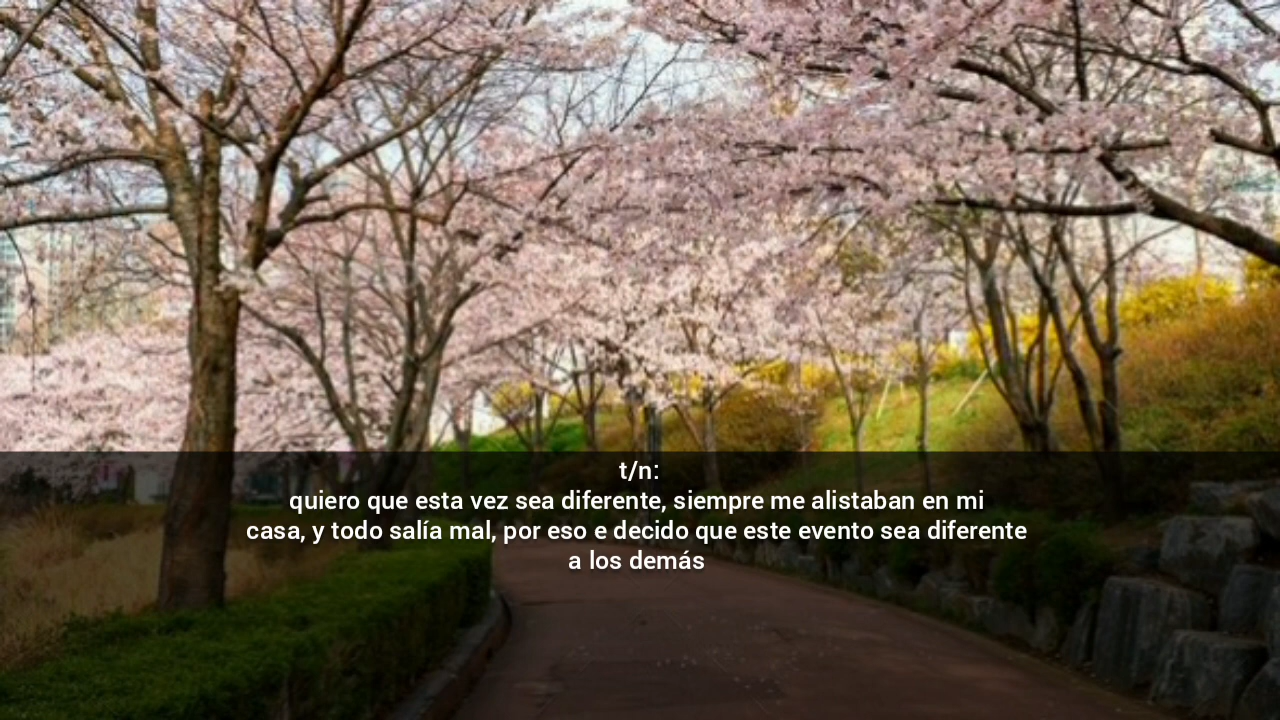 t/n:
quiero que esta vez sea diferente, siempre me alistaban en mi
casa, y todo salía mal, por eso e decido que este evento sea diferente
a los demás